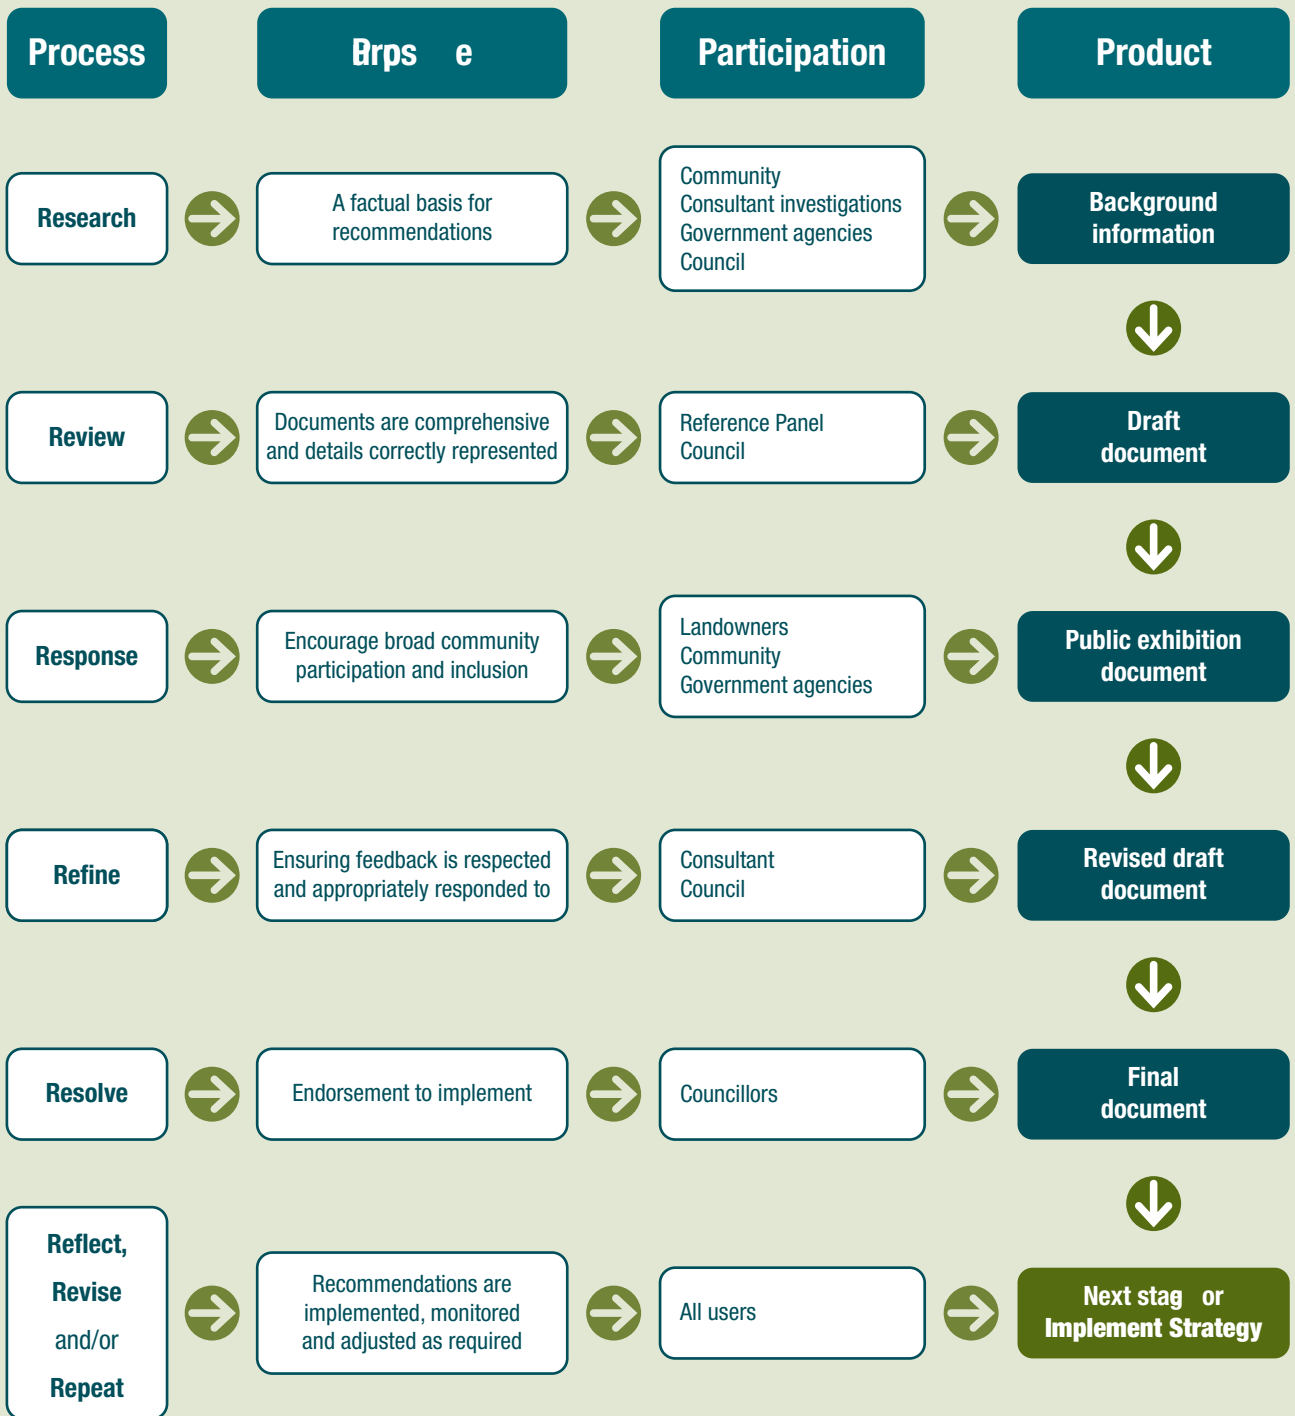 Process
Participation
Product
Research
A factual basis for
recommendations
Community
Consultant investigations
Government agencies
Council
Background
information
Review
Documents are comprehensive
and details correctly represented
Reference Panel
Council
Draft
document
Response
Encourage broad community
participation and inclusion
Landowners
Community
Government agencies
Public exhibition
document
Refine
Ensuring feedback is respected
and appropriately responded to
Consultant
Council
Revised draft
document
Resolve
Endorsement to implement
Councillors
Final
document
Reflect,
Revise
and/or
Repeat
Recommendations are
implemented, monitored
and adjusted as required
All users
Next stag or
Implement Strategy